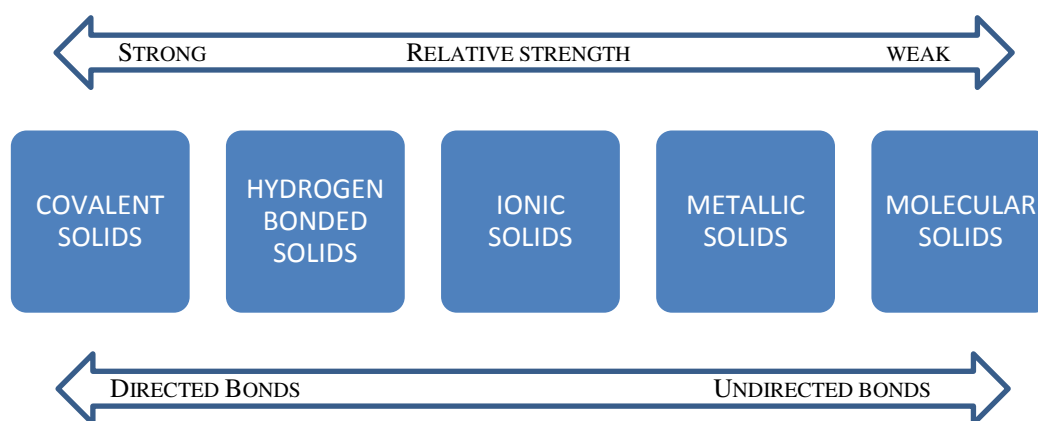 STRONG RELATIVE STRENGTH WEAK
COVALENT
SOLIDS
HYDROGEN
BONDED
SOLIDS
IONIC
SOLIDS
METALLIC
SOLIDS
MOLECULAR
SOLIDS
DIRECTED BONDS UNDIRECTED BONDS